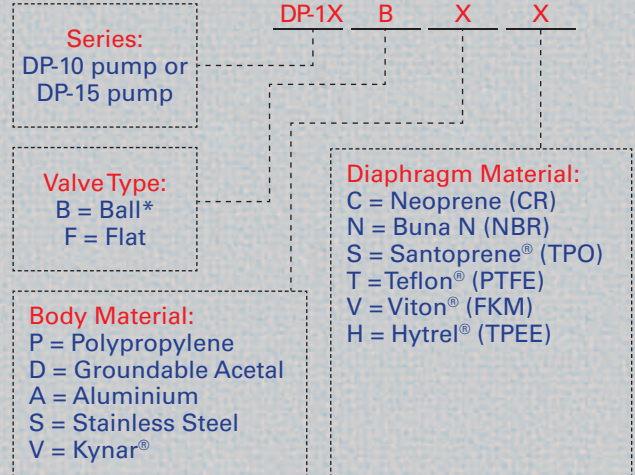 DP-1X B X X
Series:
DP-10 pump or
DP-15 pump
Valve Type:
B = Ball*
F = Flat
Body Material:
P = Polypropylene
D = Groundable Acetal
A = Aluminium
S = Stainless Steel
V = Kynar®
Diaphragm Material:
C = Neoprene (CR)
N = Buna N (NBR)
S = Santoprene® (TPO)
T = Teflon® (PTFE)
V = Viton® (FKM)
H = Hytrel® (TPEE)